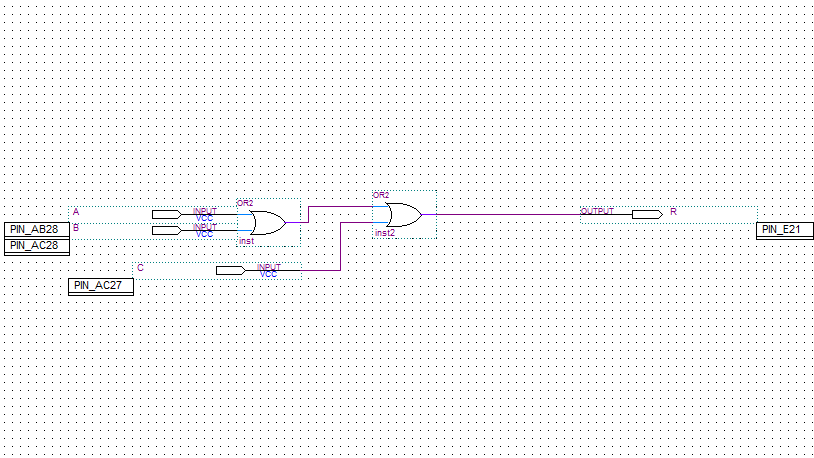 OR2
A
INPUT
VCC
B
INPUT
VCC
inst
PIN_AB28
PIN_AC28
OR2
inst2
C
INPUT
VCC
PIN_AC27
OUTPUT
R
PIN_E21